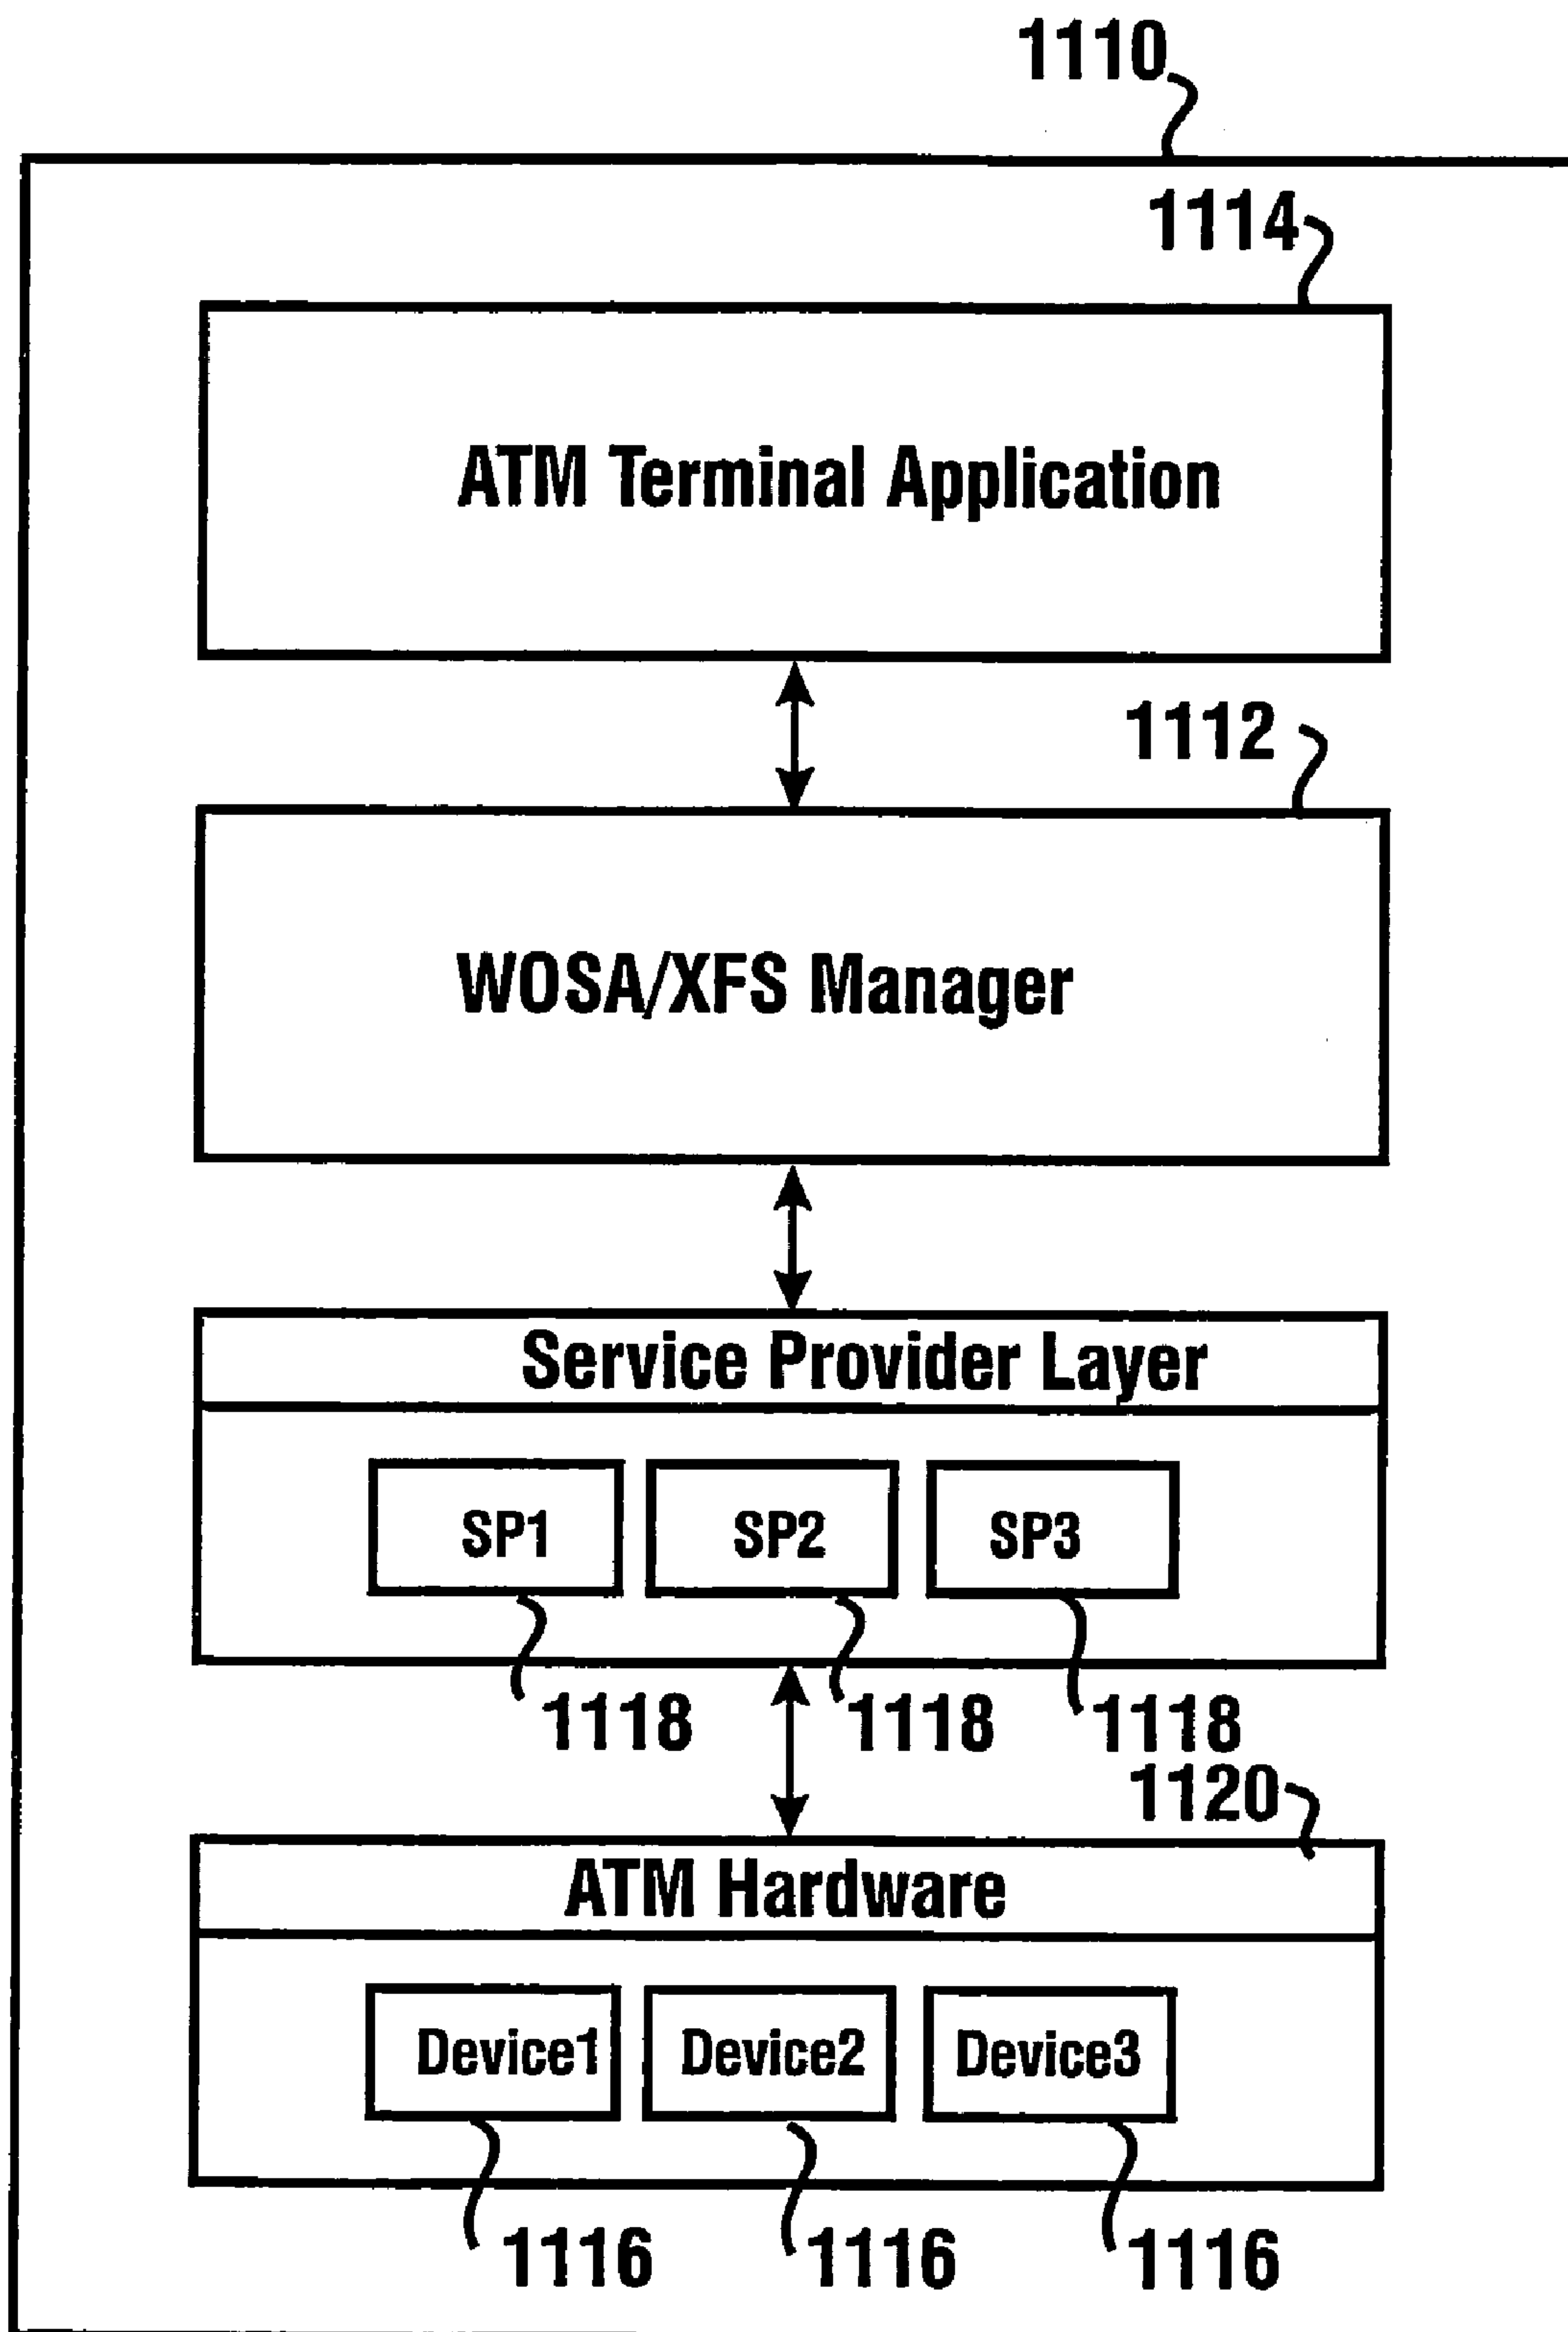 1110
1114
ATM Terminal Application
1112
WOSA/XFS Manager
Service Provider Layer
SP1 SP2 SP3
1118 1118 1118
1120
ATM Hardware
Device1 Device2 Device3
1116 1116 1116